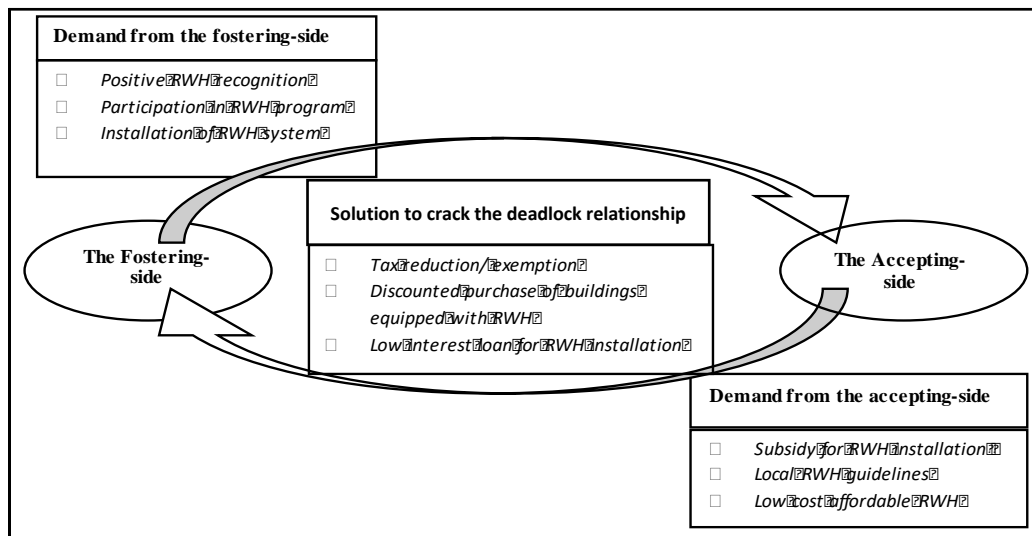 Demand from the fostering-side
Positive RWH recognition
Participation in RWH program
Installation of RWH system
Solution to crack the deadlock relationship
Tax reduction/ exemption
Discounted purchase of buildings
equipped with RWH
Low interest loan for RWH installation
The Fostering-
side
The Accepting-
side
Demand from the accepting-side
Subsidy for RWH installation
Local RWH guidelines
Low cost affordable RWH